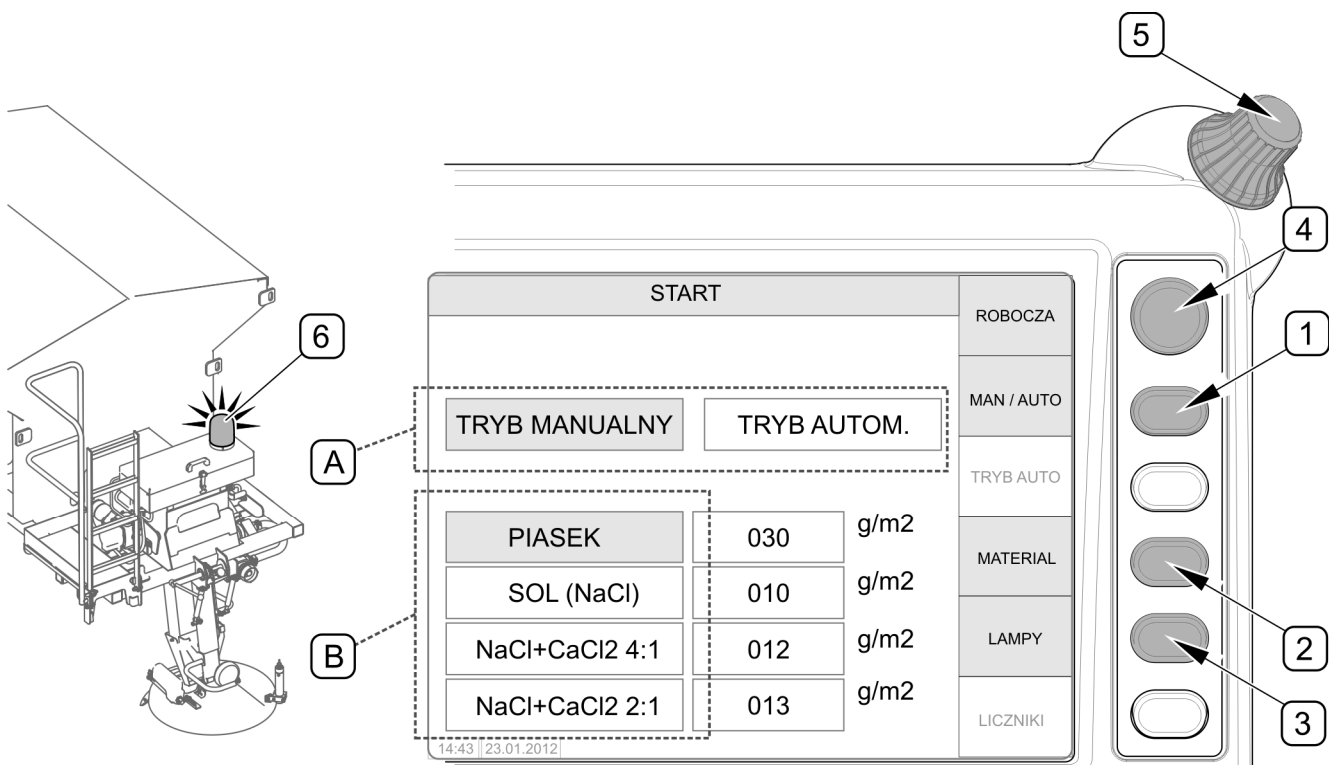 5
4
1
2
3
6
A
B
START
TRYB MANUALNY TRYB AUTOM.
PIASEK 030 g/m2
SOL (NaCl) 010 g/m2
NaCl+CaCl2 4:1 012 g/m2
NaCl+CaCl2 2:1 013 g/m2
14:43 23.01.2012
ROBOCZA
MAN / AUTO
TRYB AUTO
MATERIAL
LAMPY
LICZNIKI